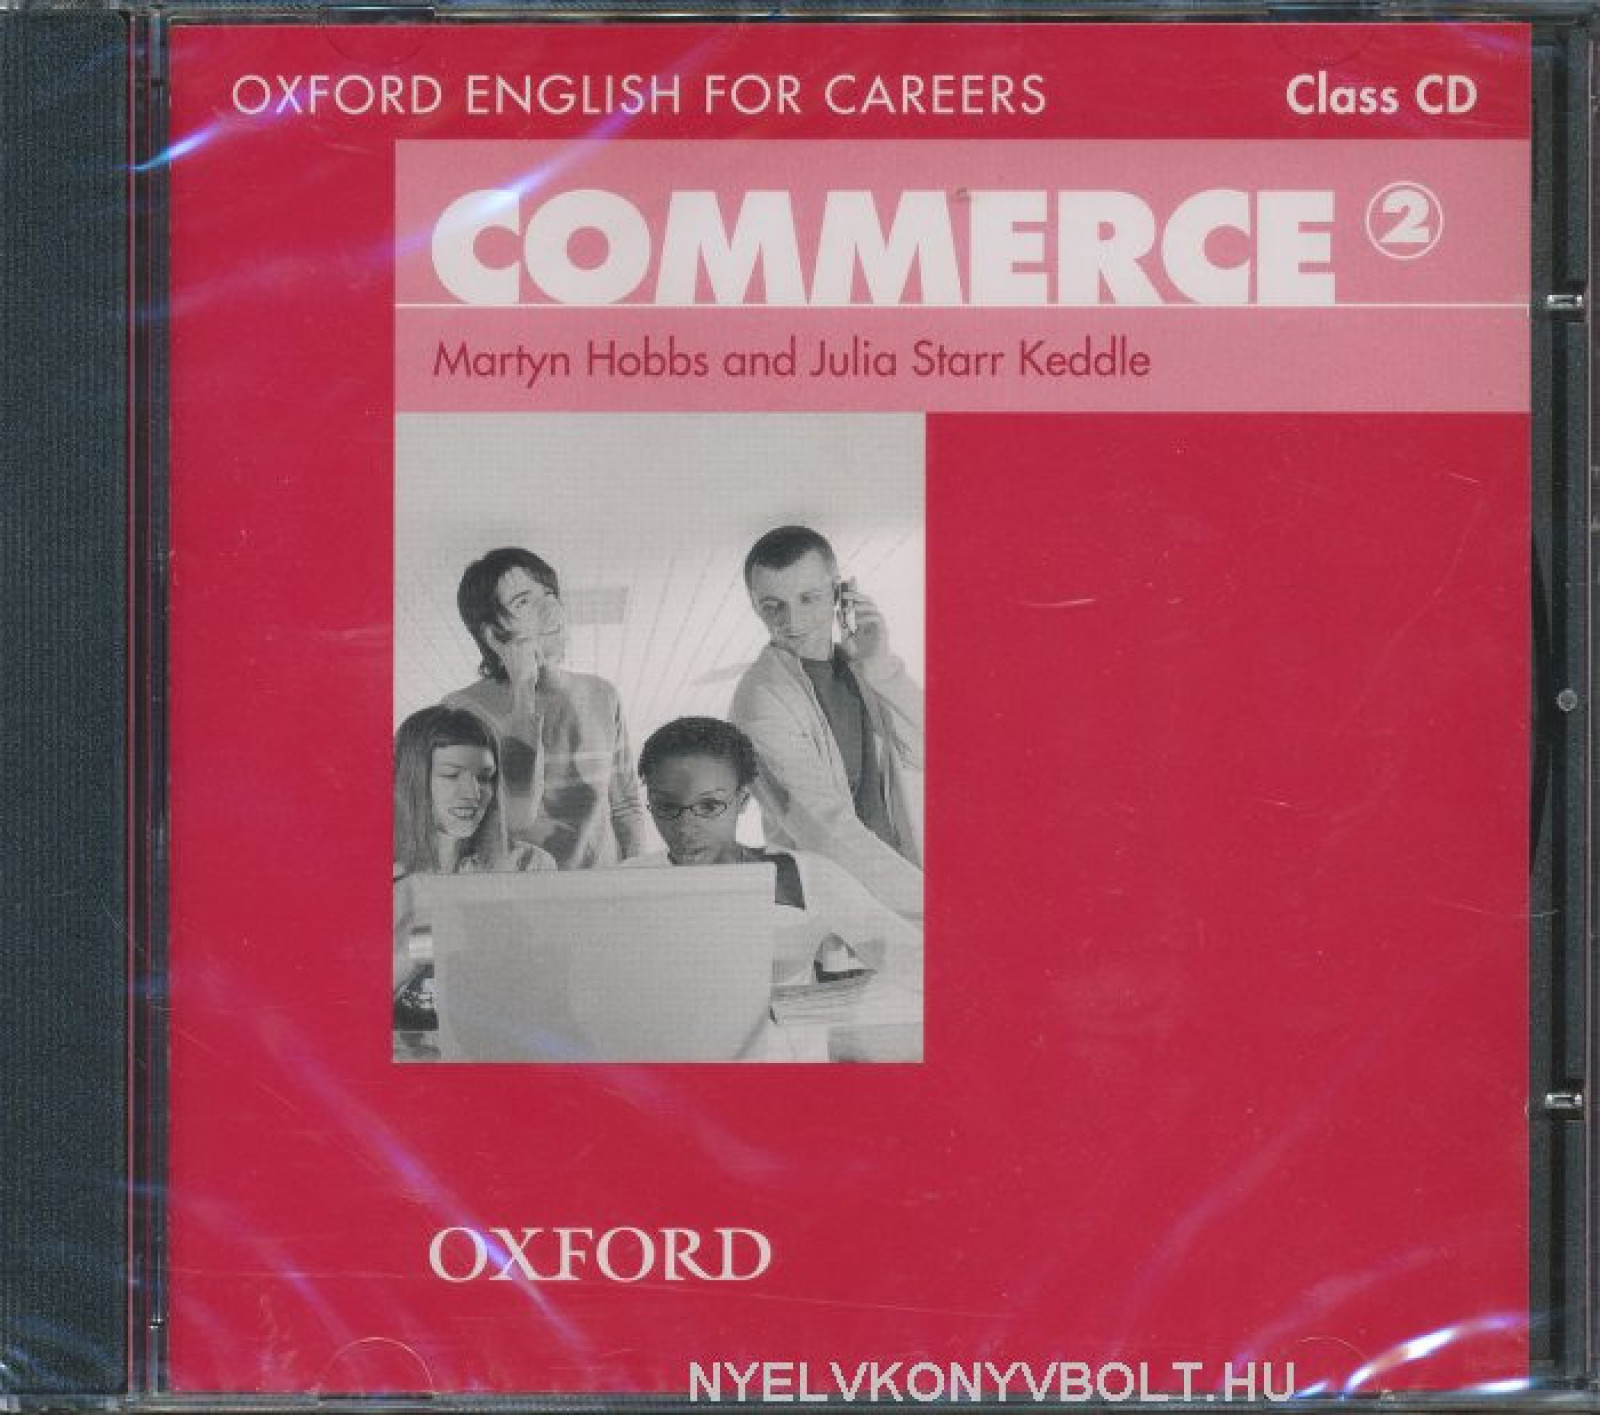 OXFORD ENGLISH FOR CAREERS Class CD
COMMERCE 2
Martyn Hobbs and Julia Starr Keddle
OXFORD
NYELVKONYVBOLT.HU